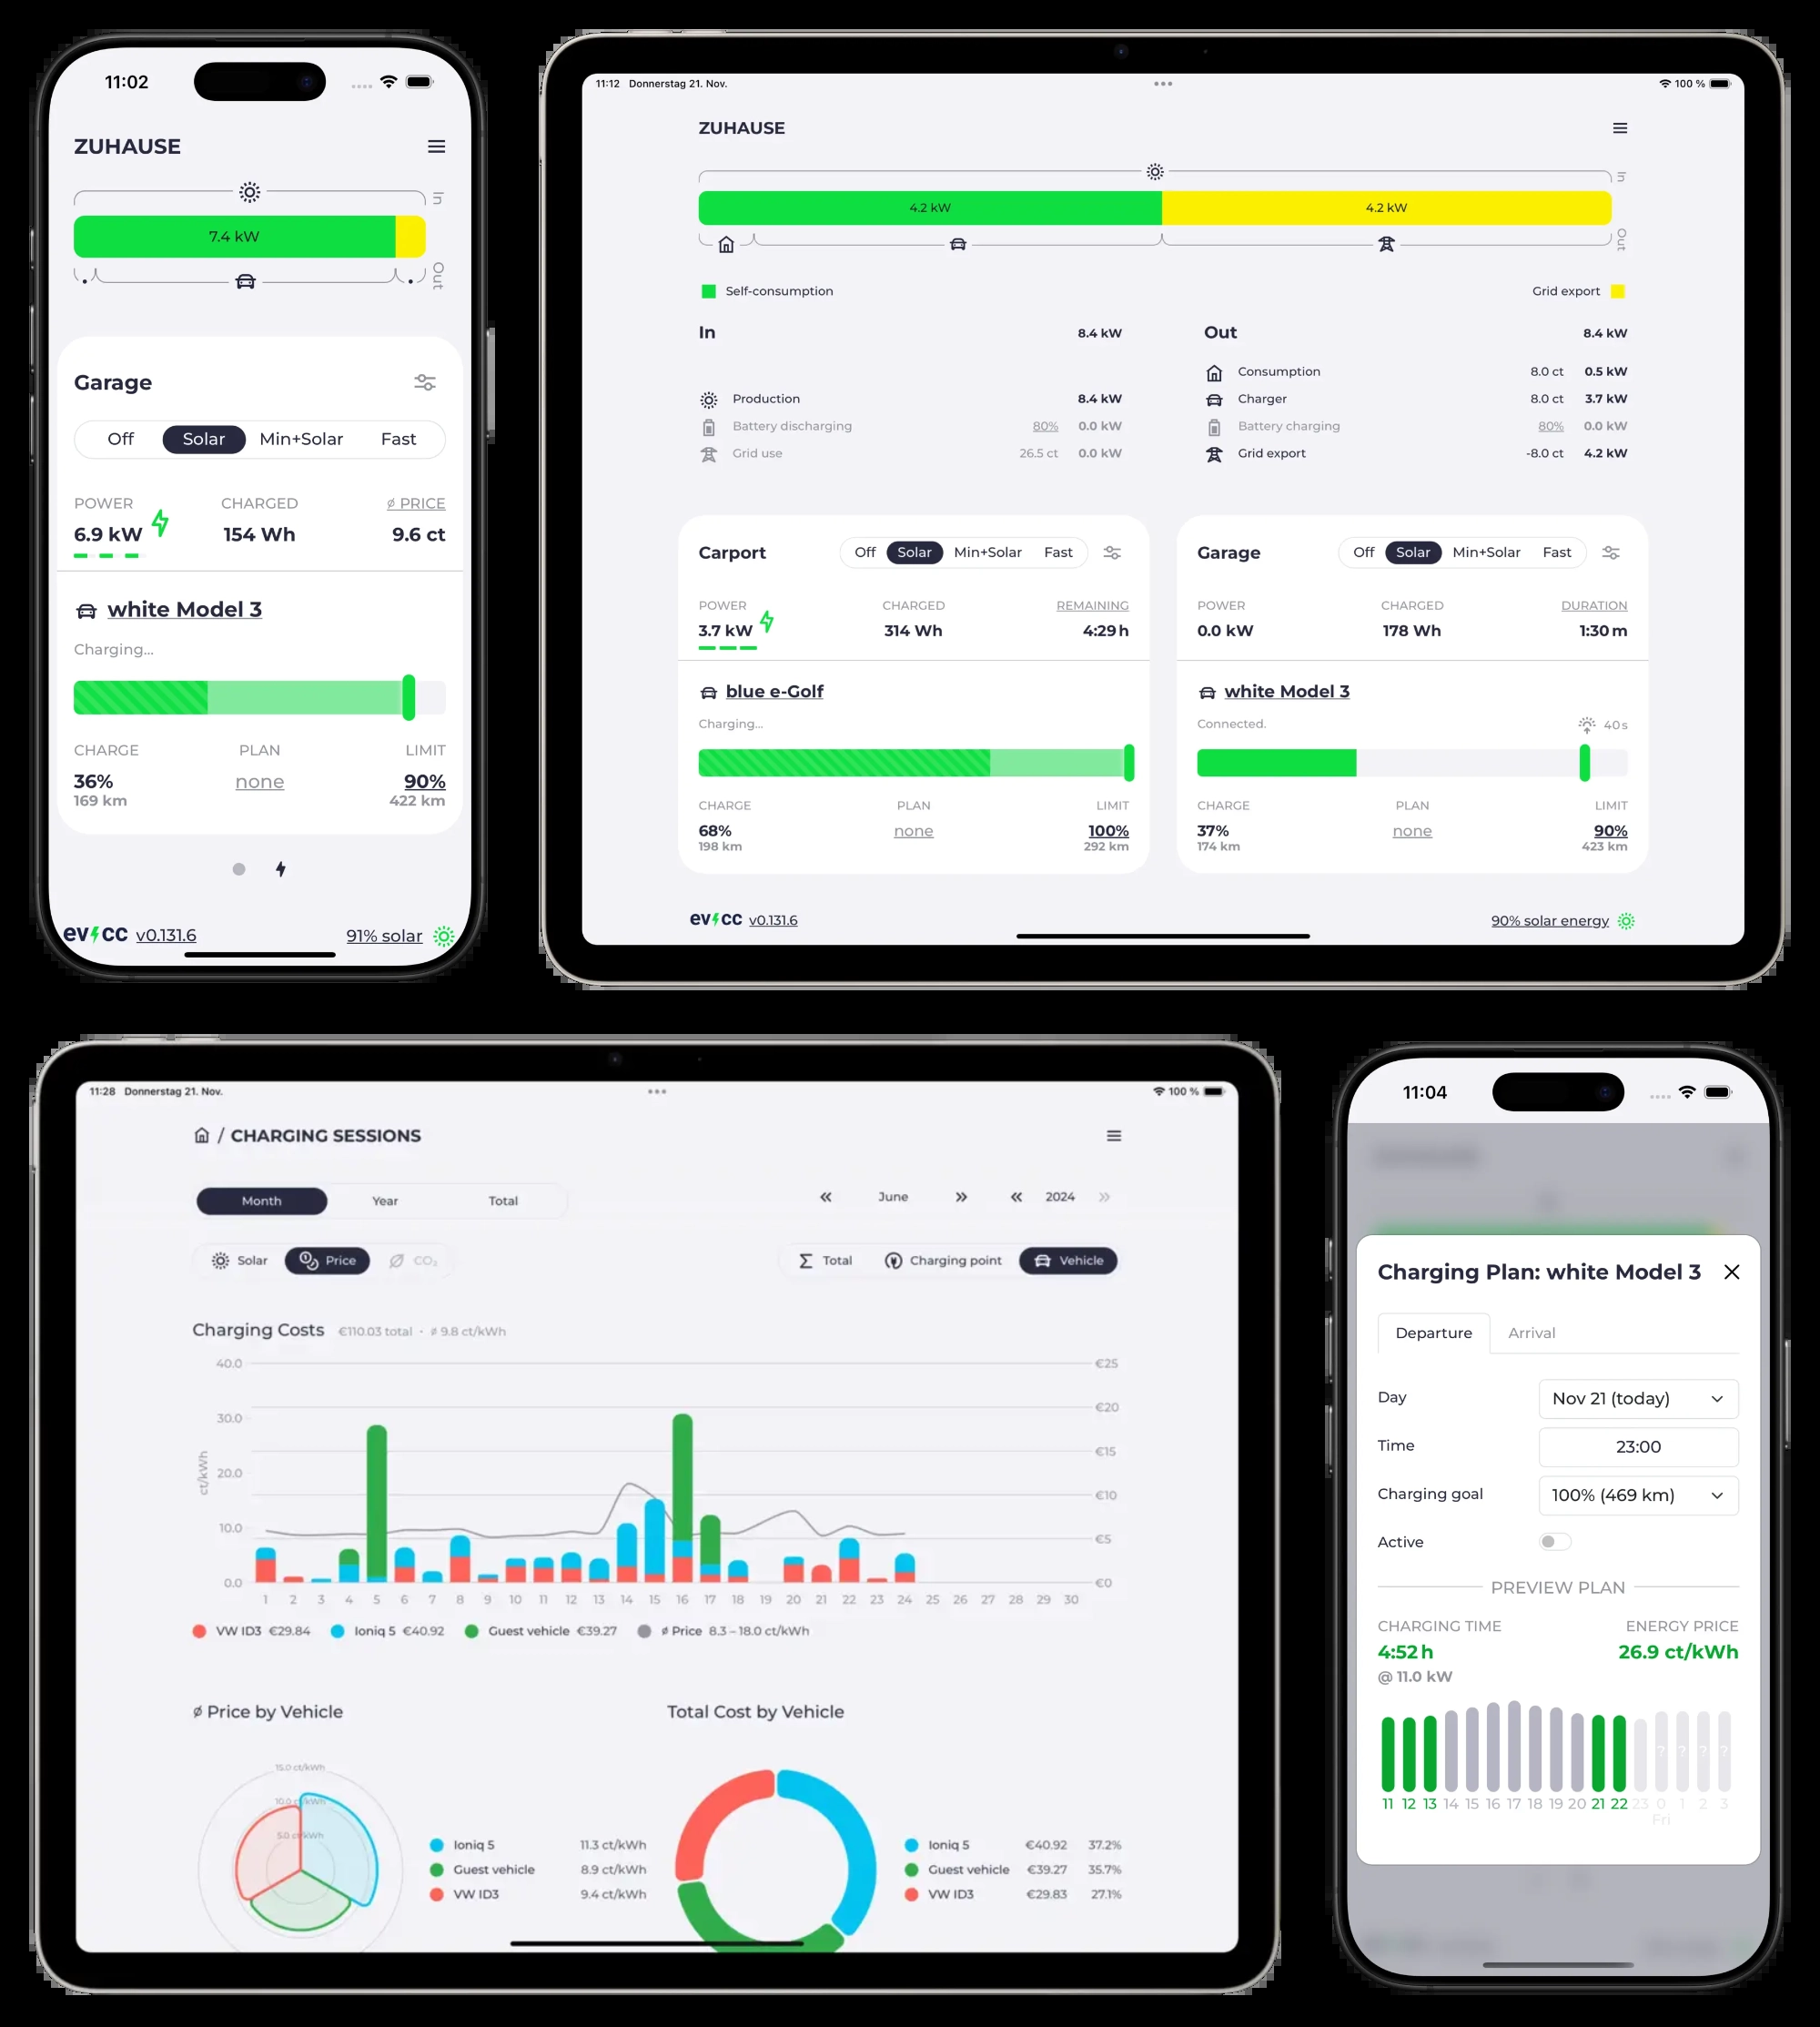 11:02
ZUHAUSE
In
7.4 kW
Out
Garage
Off Solar Min+Solar Fast
POWER CHARGED ø PRICE
6.9 kW 154 Wh 9.6 ct
white Model 3
Charging...
CHARGE PLAN LIMIT
36% none 90%
169 km 422 km
evcc v0.131.6 91% solar
11:12 Donnerstag 21. Nov. 100 %
ZUHAUSE
In
4.2 kW 4.2 kW
Out
Self-consumption Grid export
In 8.4 kW Out 8.4 kW
Consumption 8.0 ct 0.5 kW
Production 8.4 kW Charger 8.0 ct 3.7 kW
Battery discharging 80% 0.0 kW Battery charging 80% 0.0 kW
Grid use 26.5 ct 0.0 kW Grid export -8.0 ct 4.2 kW
Carport Off Solar Min+Solar Fast
POWER CHARGED REMAINING
3.7 kW 314 Wh 4:29 h
blue e-Golf
Charging...
CHARGE PLAN LIMIT
68% none 100%
198 km 292 km
Garage Off Solar Min+Solar Fast
POWER CHARGED DURATION
0.0 kW 178 Wh 1:30 m
white Model 3
Connected. 40 s
CHARGE PLAN LIMIT
37% none 90%
174 km 423 km
evcc v0.131.6 90% solar energy
11:28 Donnerstag 21. Nov. 100 %
/ CHARGING SESSIONS
Month Year Total June 2024
Solar Price CO₂ Σ Total Charging point Vehicle
Charging Costs €110.03 total · ø 9.8 ct/kWh
40.0 €25
€20
30.0
€15
20.0
€10
10.0
€5
0.0 €0
ct/kWh
1 2 3 4 5 6 7 8 9 10 11 12 13 14 15 16 17 18 19 20 21 22 23 24 25 26 27 28 29 30
VW ID3 €29.84 Ioniq 5 €40.92 Guest vehicle €39.27 ø Price 8.3 – 18.0 ct/kWh
ø Price by Vehicle
15.0 ct/kWh
10.0 ct/kWh
5.0 ct/kWh
Ioniq 5 11.3 ct/kWh
Guest vehicle 8.9 ct/kWh
VW ID3 9.4 ct/kWh
Total Cost by Vehicle
Ioniq 5 €40.92 37.2%
Guest vehicle €39.27 35.7%
VW ID3 €29.83 27.1%
11:04
Charging Plan: white Model 3
Departure Arrival
Day Nov 21 (today)
Time 23:00
Charging goal 100% (469 km)
Active
PREVIEW PLAN
CHARGING TIME ENERGY PRICE
4:52 h 26.9 ct/kWh
@ 11.0 kW
? ? ? ?
11 12 13 14 15 16 17 18 19 20 21 22 23 0 1 2 3
Fri